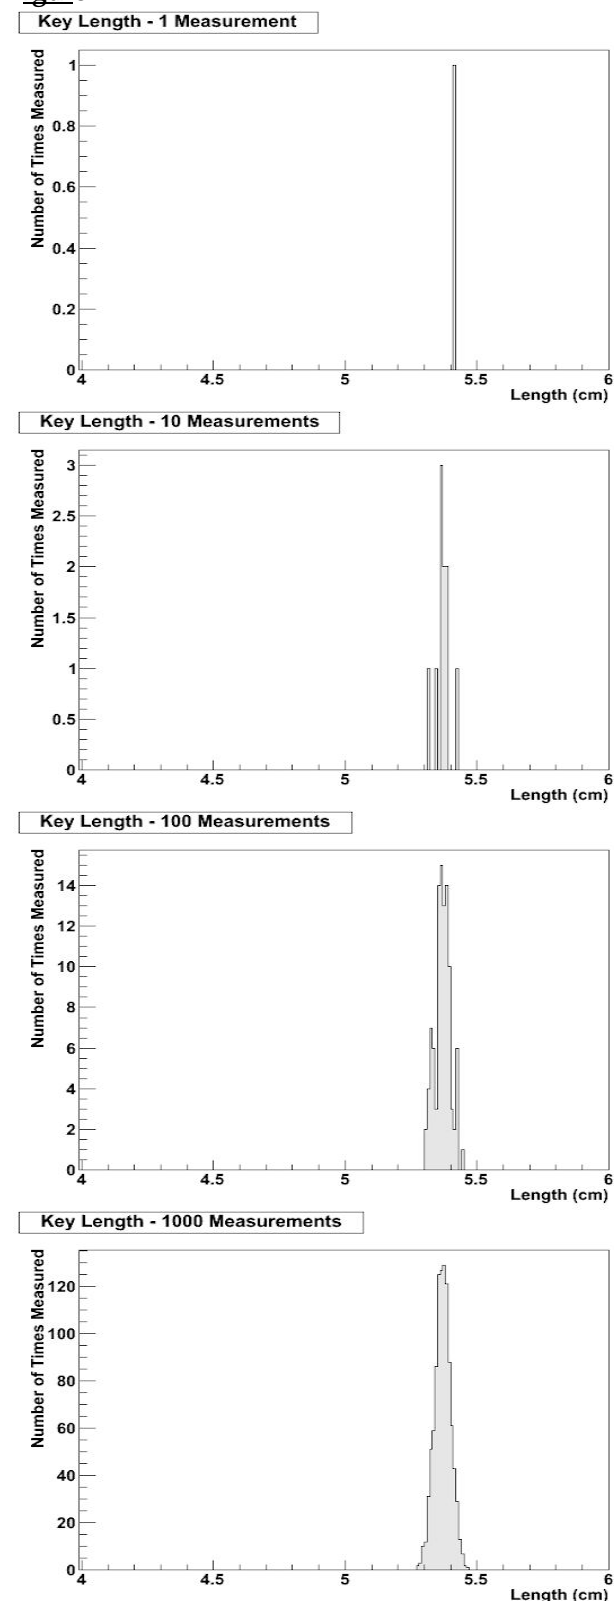 Key Length - 1 Measurement
Number of Times Measured
1
0.8
0.6
0.4
0.2
0
4 4.5 5 5.5 6
Length (cm)
Key Length - 10 Measurements
Number of Times Measured
3
2.5
2
1.5
1
0.5
0
4 4.5 5 5.5 6
Length (cm)
Key Length - 100 Measurements
Number of Times Measured
14
12
10
8
6
4
2
0
4 4.5 5 5.5 6
Length (cm)
Key Length - 1000 Measurements
Number of Times Measured
120
100
80
60
40
20
0
4 4.5 5 5.5 6
Length (cm)